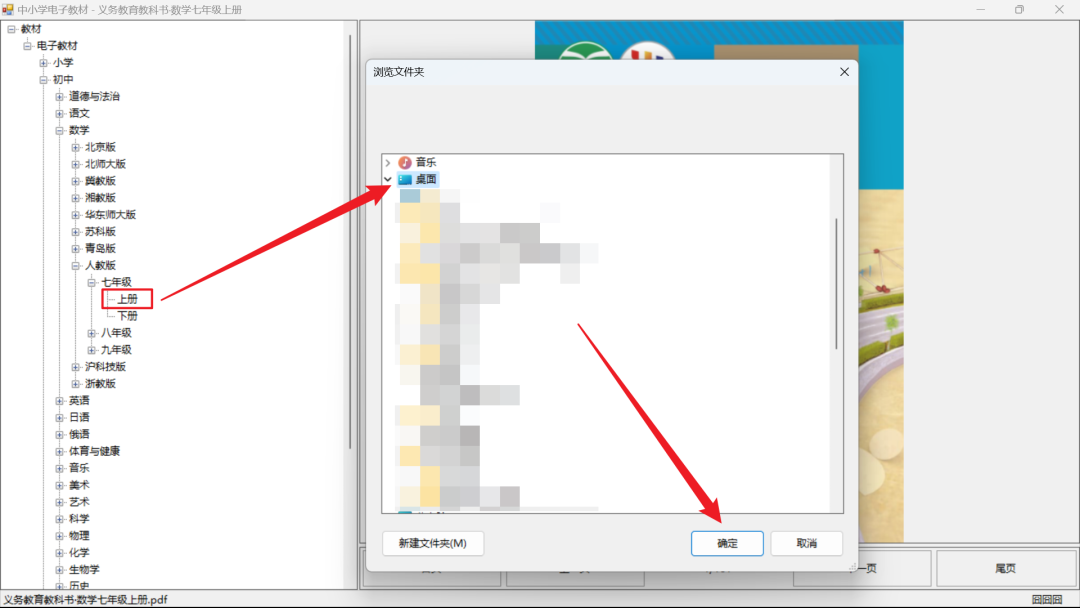 中小学电子教材 - 义务教育教科书·数学七年级上册
教材
电子教材
小学
初中
道德与法治
语文
数学
北京版
北师大版
冀教版
湘教版
华东师大版
苏科版
青岛版
人教版
七年级
上册
下册
八年级
九年级
沪科技版
浙教版
英语
日语
俄语
体育与健康
音乐
美术
艺术
科学
物理
化学
生物学
历史
浏览文件夹
音乐
桌面
新建文件夹(M)
确定
取消
一页
尾页
义务教育教科书·数学七年级上册.pdf